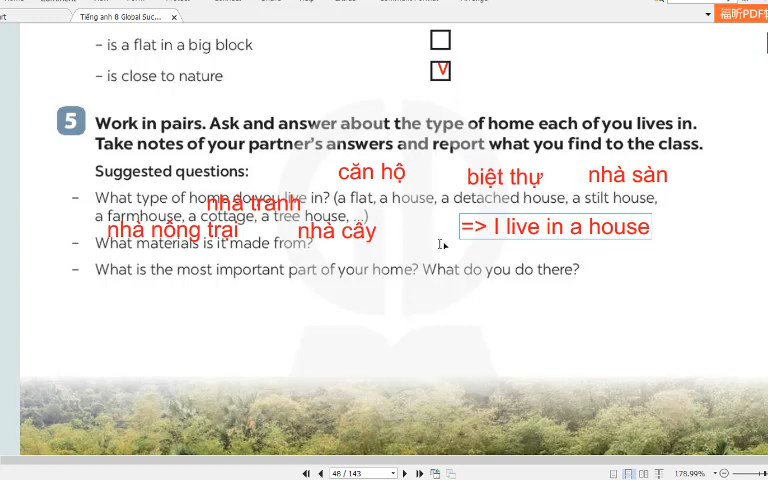 Tiếng anh 8 Global Suc...
– is a flat in a big block
– is close to nature V
5 Work in pairs. Ask and answer about the type of home each of you lives in.
Take notes of your partner's answers and report what you find to the class.
Suggested questions:
căn hộ biệt thự nhà sàn
– What type of home do you live in? (a flat, a house, a detached house, a stilt house,
nhà tranh
a farmhouse, a cottage, a tree house, ...)
nhà nông trại nhà cây => I live in a house
– What materials is it made from?
– What is the most important part of your home? What do you do there?
48 / 143 178.99%